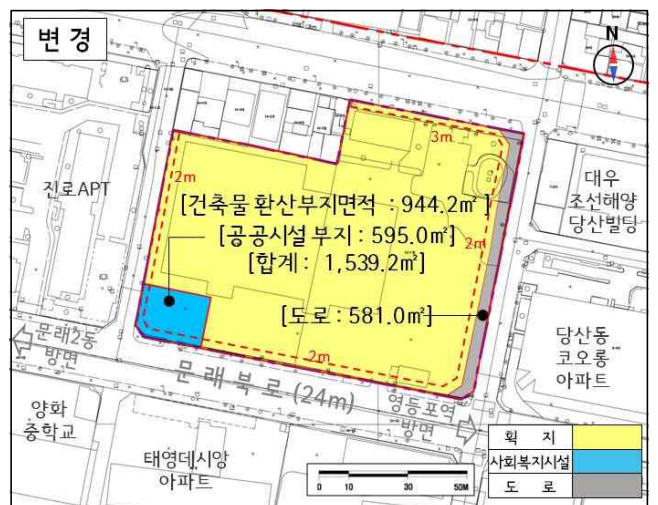 변 경
N
3m
2m
진로APT
대우
조선해양
당산빌딩
[건축물 환산부지면적 : 944.2㎡]
[공공시설 부지 : 595.0㎡]
2m
[합계 : 1,539.2㎡]
[도로 : 581.0㎡]
문래2동
방면
2m
문 래 북 로 (24m)
영등포역
방면
당산동
코오롱
아파트
양화
중학교
태영데시앙
아파트
획 지
사회복지시설
도 로
0 10 30 50M